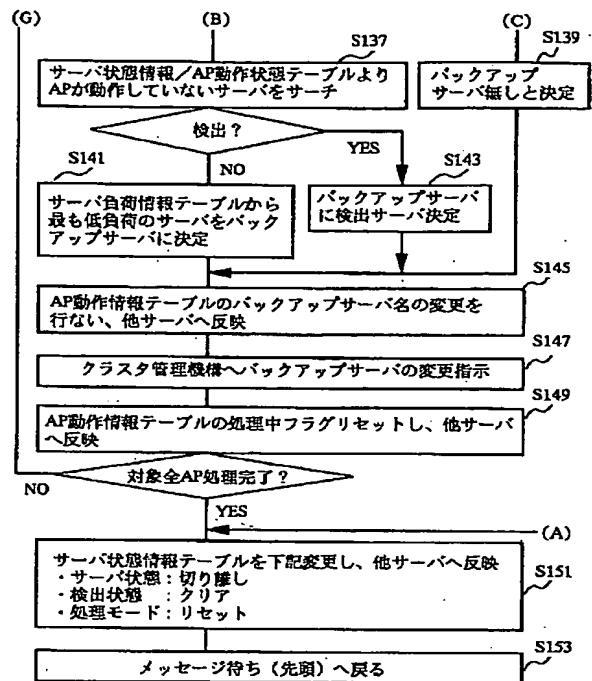 (G)
(B)
(C)
S137
S139
サーバ状態情報／AP動作状態テーブルより
APが動作していないサーバをサーチ
バックアップ
サーバ無しと決定
検出？
YES
NO
S141
S143
サーバ負荷情報テーブルから
最も低負荷のサーバをバック
アップサーバに決定
バックアップサーバ
に検出サーバ決定
S145
AP動作情報テーブルのバックアップサーバ名の変更を
行ない、他サーバへ反映
S147
クラスタ管理機構へバックアップサーバの変更指示
S149
AP動作情報テーブルの処理中フラグリセットし、他サーバ
へ反映
対象全AP処理完了？
NO
YES
(A)
サーバ状態情報テーブルを下記変更し、他サーバへ反映
・サーバ状態：切り離し
・検出状態　：クリア
・処理モード：リセット
S151
S153
メッセージ待ち（先頭）へ戻る